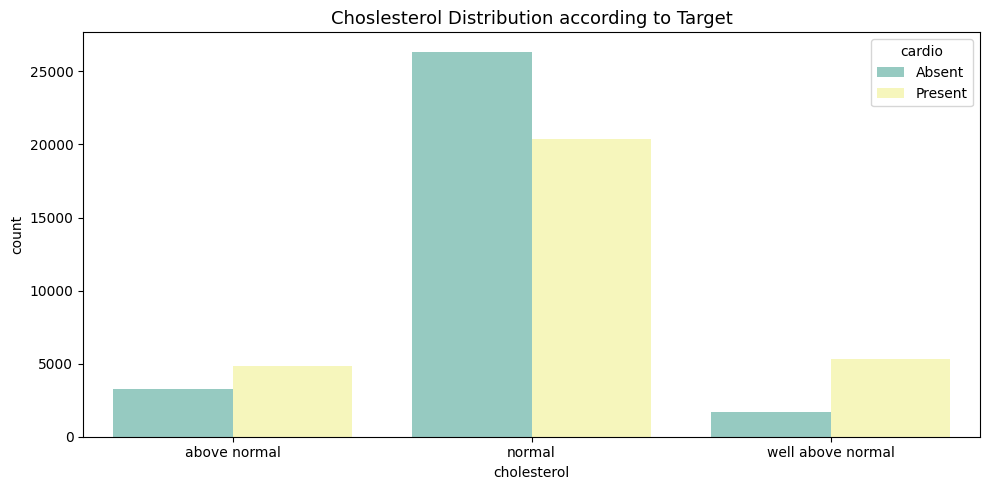 Choslesterol Distribution according to Target
cardio
Absent
Present
count
25000
20000
15000
10000
5000
0
above normal
normal
well above normal
cholesterol